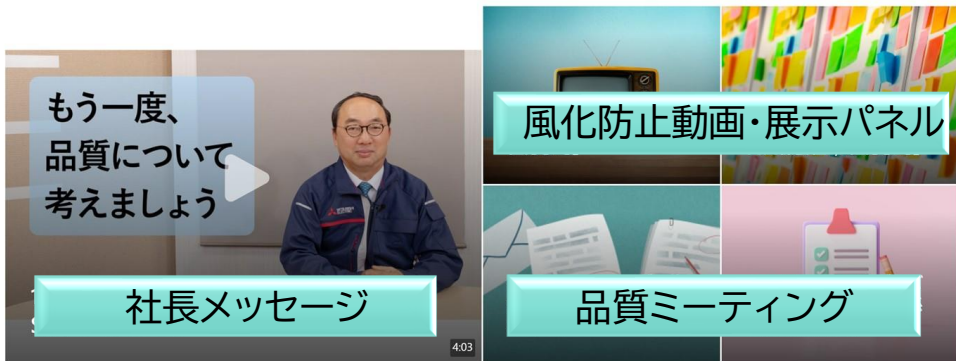 もう一度、
品質について
考えましょう
社長メッセージ
4:03
風化防止動画・展示パネル
品質ミーティング